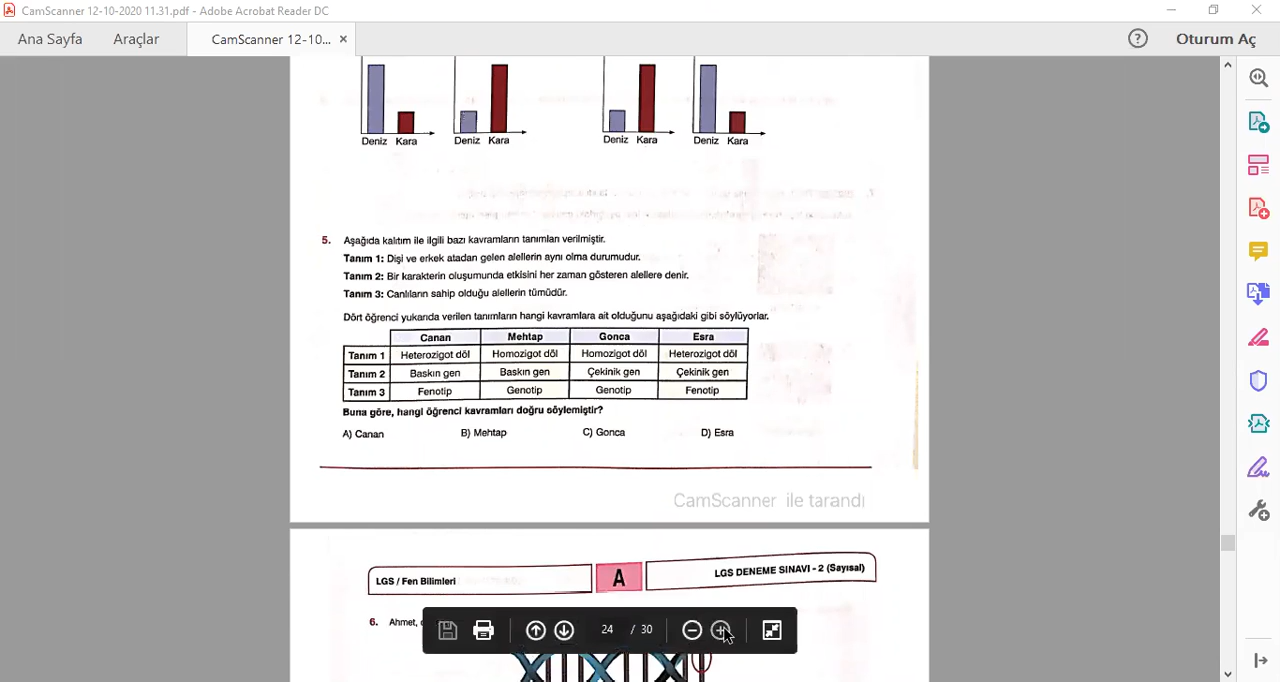 CamScanner 12-10-2020 11.31.pdf - Adobe Acrobat Reader DC
Ana Sayfa Araçlar CamScanner 12-10... × ? Oturum Aç
Deniz Kara Deniz Kara Deniz Kara Deniz Kara
5. Aşağıda kalıtım ile ilgili bazı kavramların tanımları verilmiştir.
Tanım 1: Dişi ve erkek atadan gelen alellerin aynı olma durumudur.
Tanım 2: Bir karakterin oluşumunda etkisini her zaman gösteren alellere denir.
Tanım 3: Canlıların sahip olduğu alellerin tümüdür.
Dört öğrenci yukarıda verilen tanımların hangi kavramlara ait olduğunu aşağıdaki gibi söylüyorlar.
Canan Mehtap Gonca Esra
Tanım 1 Heterozigot döl Homozigot döl Homozigot döl Heterozigot döl
Tanım 2 Baskın gen Baskın gen Çekinik gen Çekinik gen
Tanım 3 Fenotip Genotip Genotip Fenotip
Buna göre, hangi öğrenci kavramları doğru söylemiştir?
A) Canan B) Mehtap C) Gonca D) Esra
CamScanner ile tarandı
LGS / Fen Bilimleri A LGS DENEME SINAVI - 2 (Sayısal)
6. Ahmet,
24 / 30